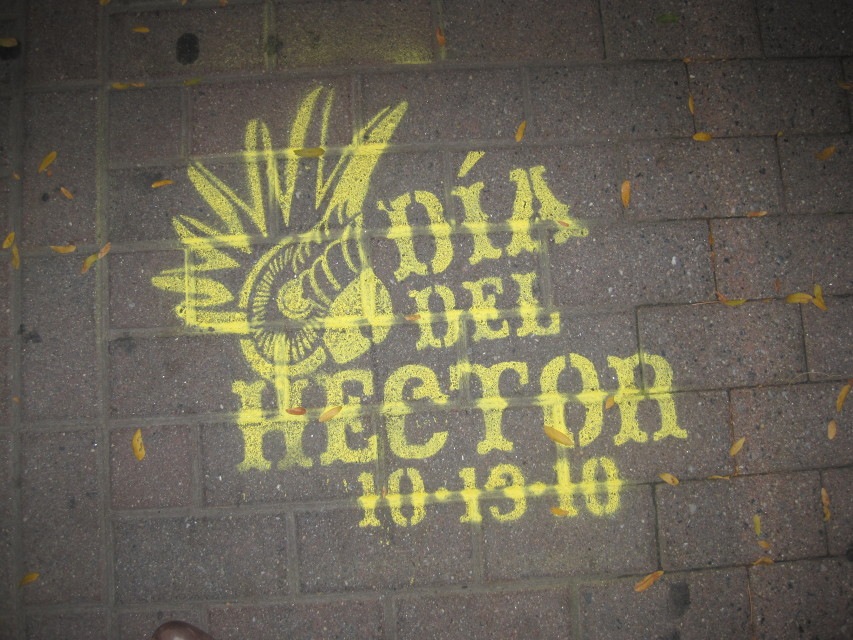 DÍA
DEL
HECTOR
10·13·10